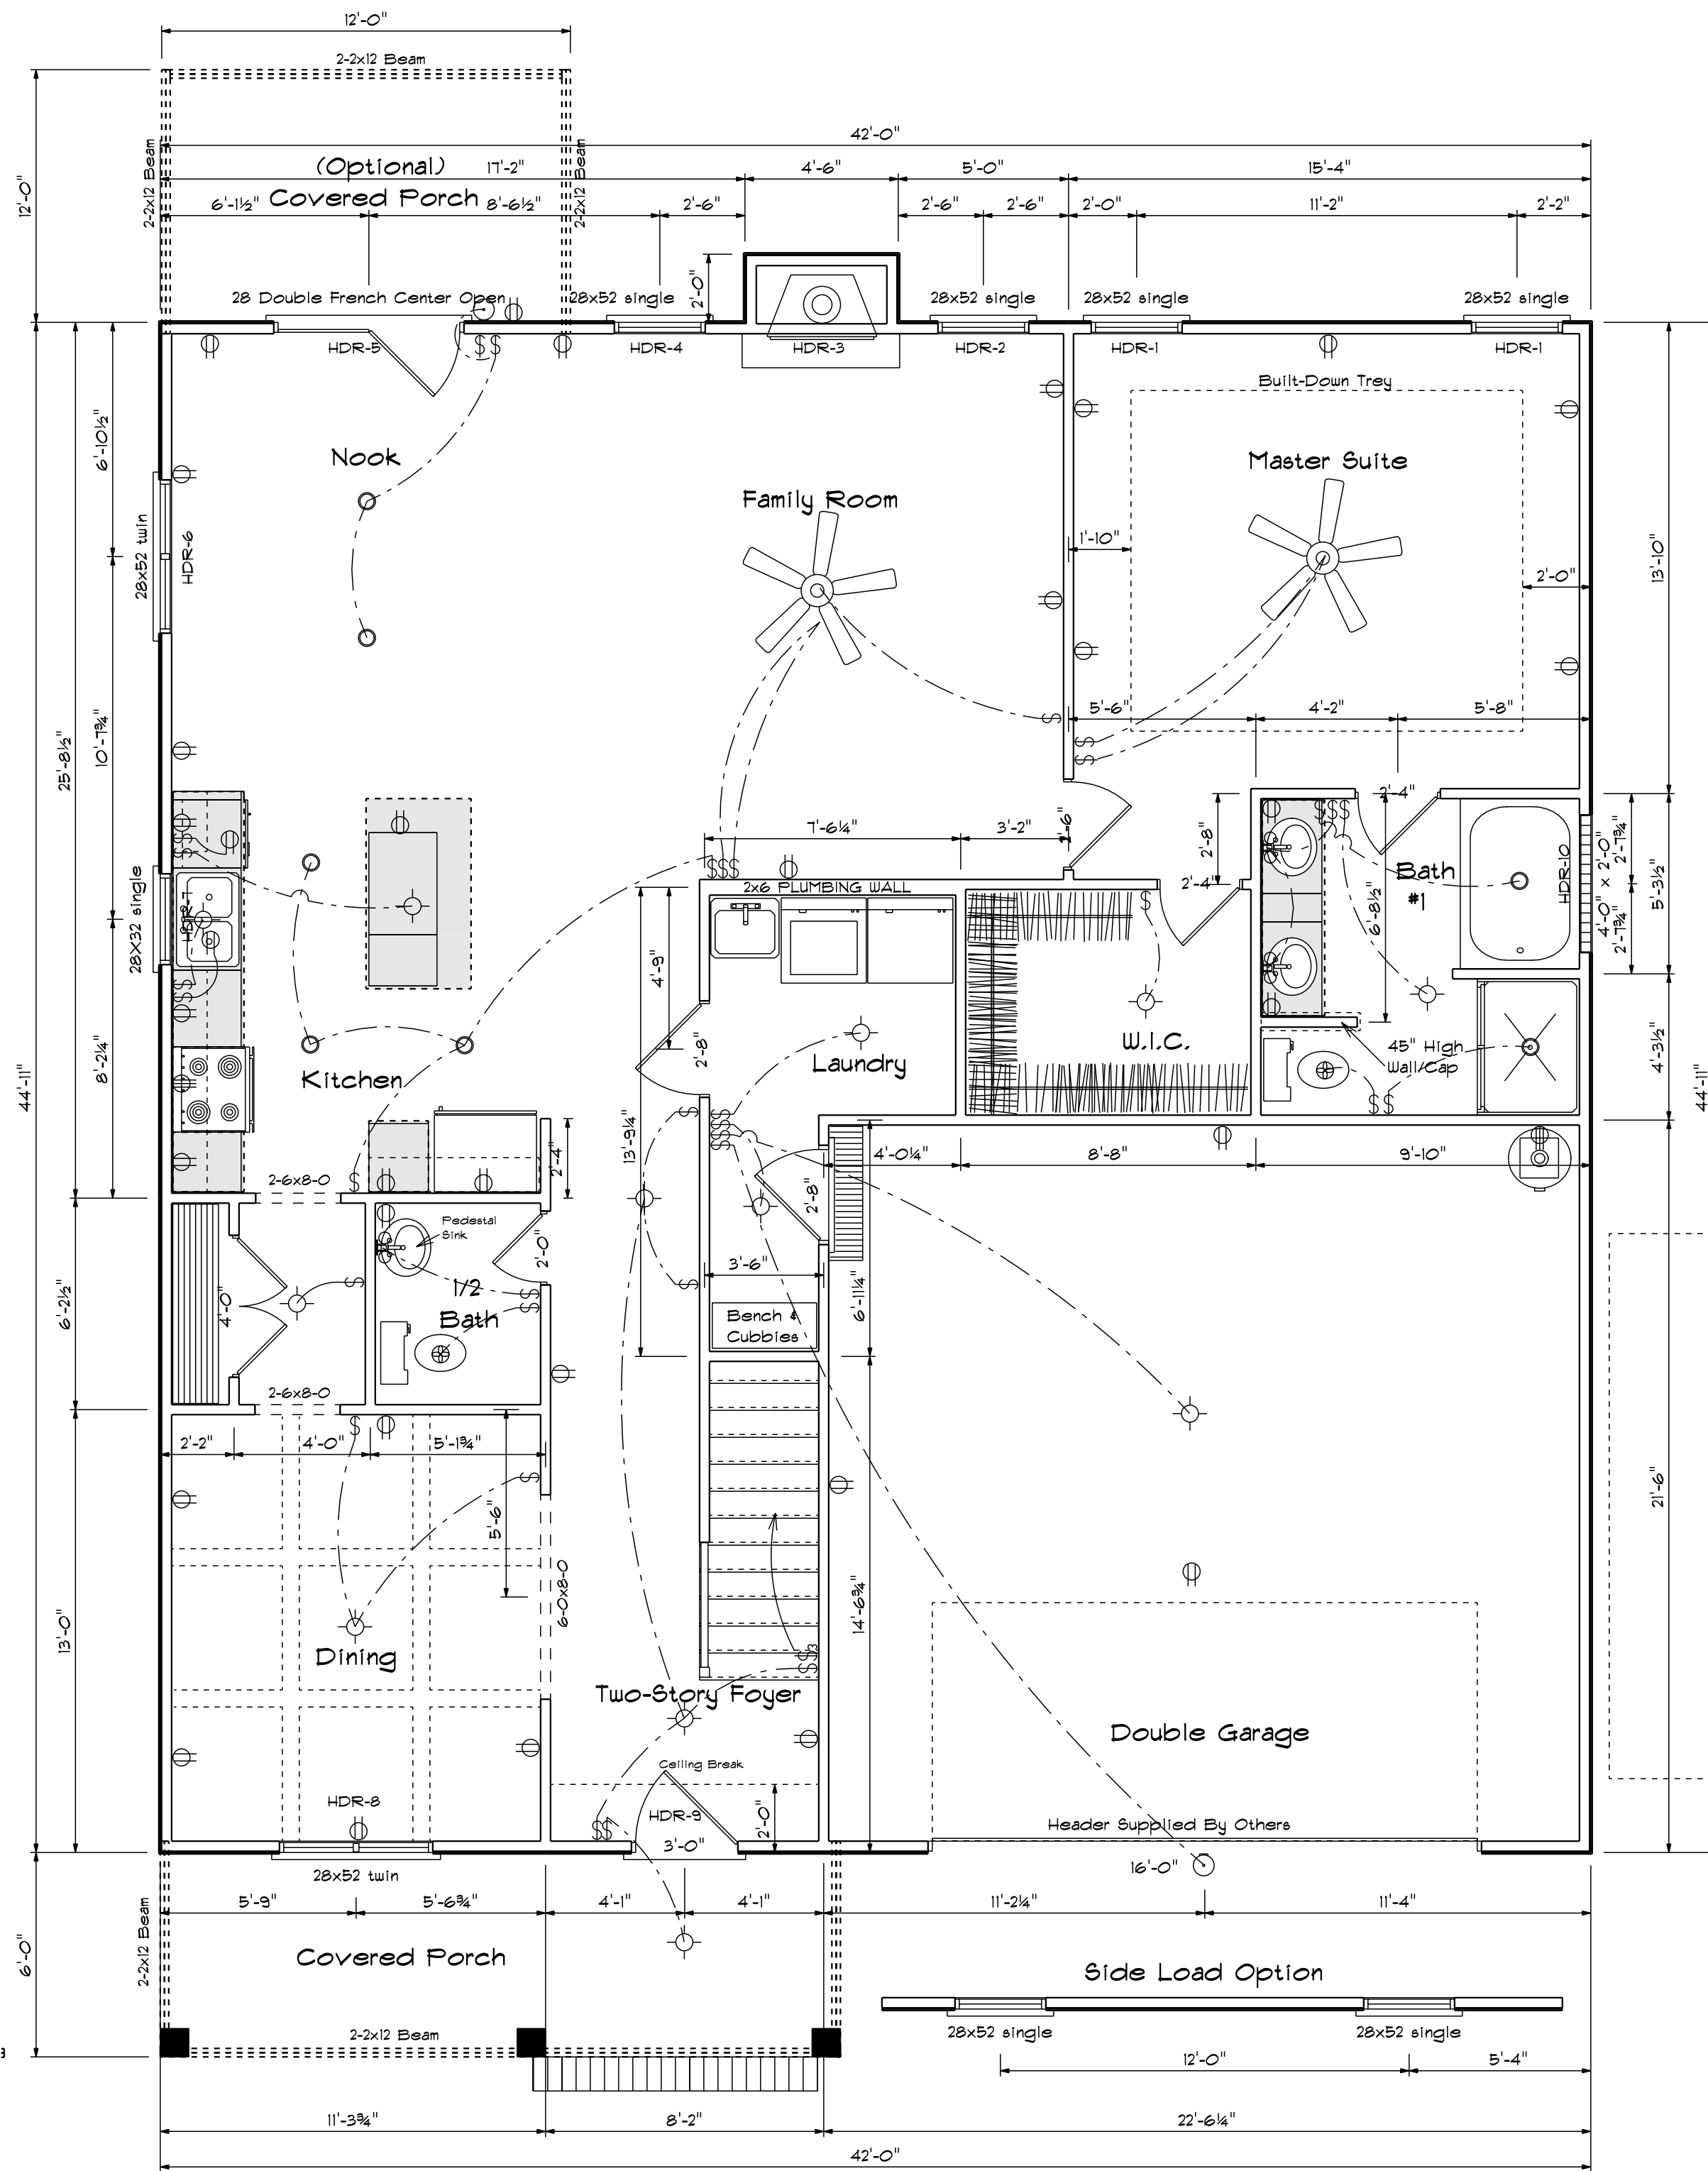 12'-0"
2-2x12 Beam
42'-0"
(Optional)
17'-2"
4'-6"
5'-0"
15'-4"
2-2x12 Beam
2-2x12 Beam
12'-0"
Covered Porch
6'-1½"
8'-6½"
2'-6"
2'-6"
2'-6"
2'-0"
11'-2"
2'-2"
28 Double French Center Open
28x52 single
2'-0"
28x52 single
28x52 single
28x52 single
HDR-5
HDR-4
HDR-3
HDR-2
HDR-1
HDR-1
Built-Down Trey
6'-10½"
Nook
Family Room
Master Suite
28x52 twin
HDR-6
1'-10"
2'-0"
13'-10"
25'-8½"
10'-7¾"
5'-6"
4'-2"
5'-8"
7'-6¼"
3'-2"
2'-6"
2'-8"
2'-4"
2'-4"
2x6 PLUMBING WALL
Bath
#1
HDR-10
4'-0" x 2'-0"
2'-7¾"
2'-7¾"
5'-3½"
28X32 single
4'-9"
6'-8½"
44'-11"
8'-2¼"
Kitchen
2'-8"
Laundry
W.I.C.
45" High
Wall/Cap
4'-3½"
44'-11"
13'-9¼"
2'-4"
4'-0¼"
8'-8"
9'-10"
2-6x8-0
2'-8"
Pedestal
Sink
2'-0"
3'-6"
6'-11¼"
1/2
Bath
4'-0"
6'-2½"
Bench &
Cubbies
2-6x8-0
2'-2"
4'-0"
5'-1¾"
5'-6"
21'-6"
6-0x8-0
14'-6¾"
13'-0"
3
Dining
Two-Story Foyer
Double Garage
Ceiling Break
HDR-8
HDR-9
2'-0"
3'-0"
Header Supplied By Others
16'-0"
28x52 twin
5'-9"
5'-6¾"
4'-1"
4'-1"
11'-2¼"
11'-4"
2-2x12 Beam
6'-0"
Covered Porch
Side Load Option
2-2x12 Beam
28x52 single
28x52 single
12'-0"
5'-4"
11'-3¾"
8'-2"
22'-6¼"
42'-0"